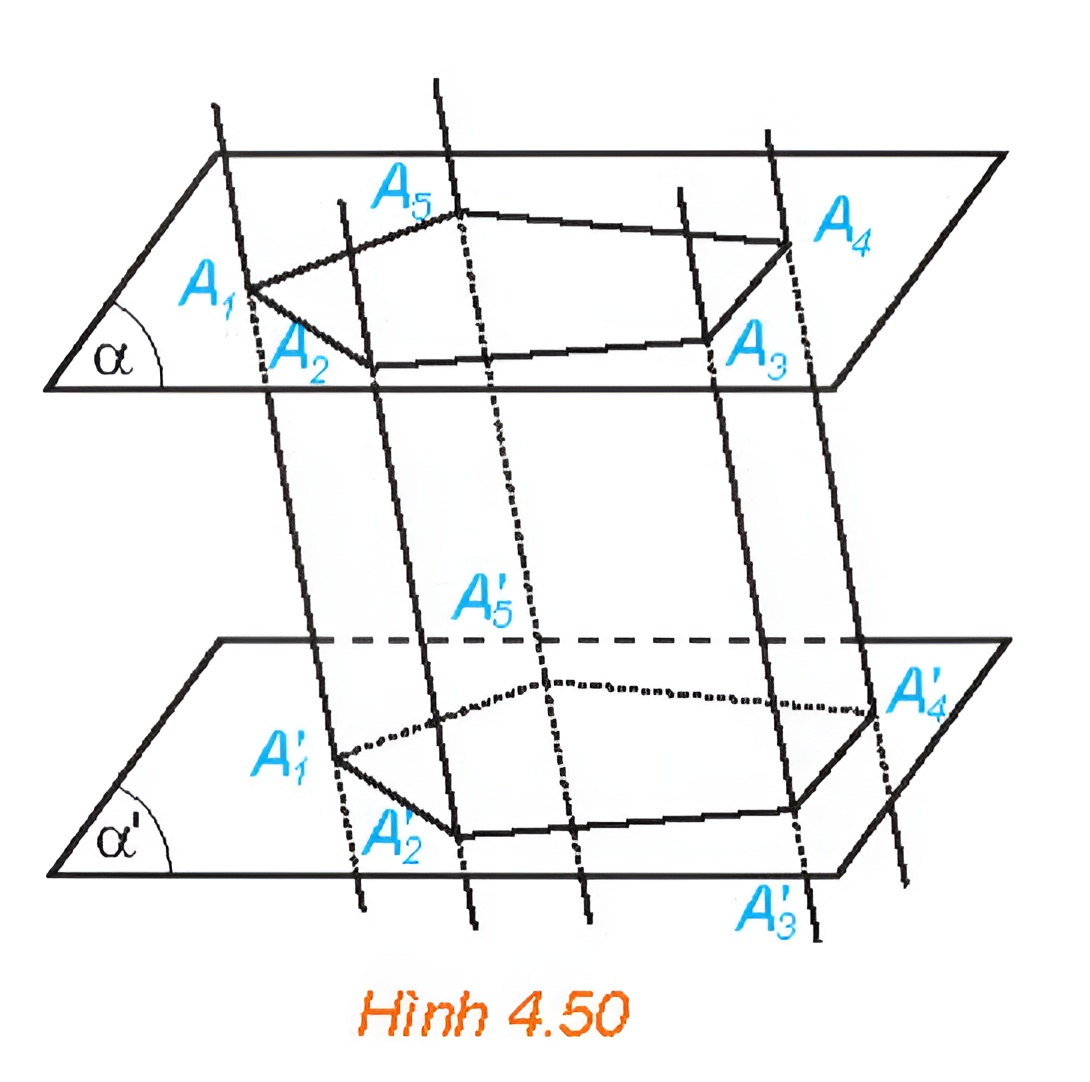 A₅
A₄
A₁
A₂
A₃
α
A'₅
A'₄
A'₁
A'₂
α'
A'₃
Hình 4.50